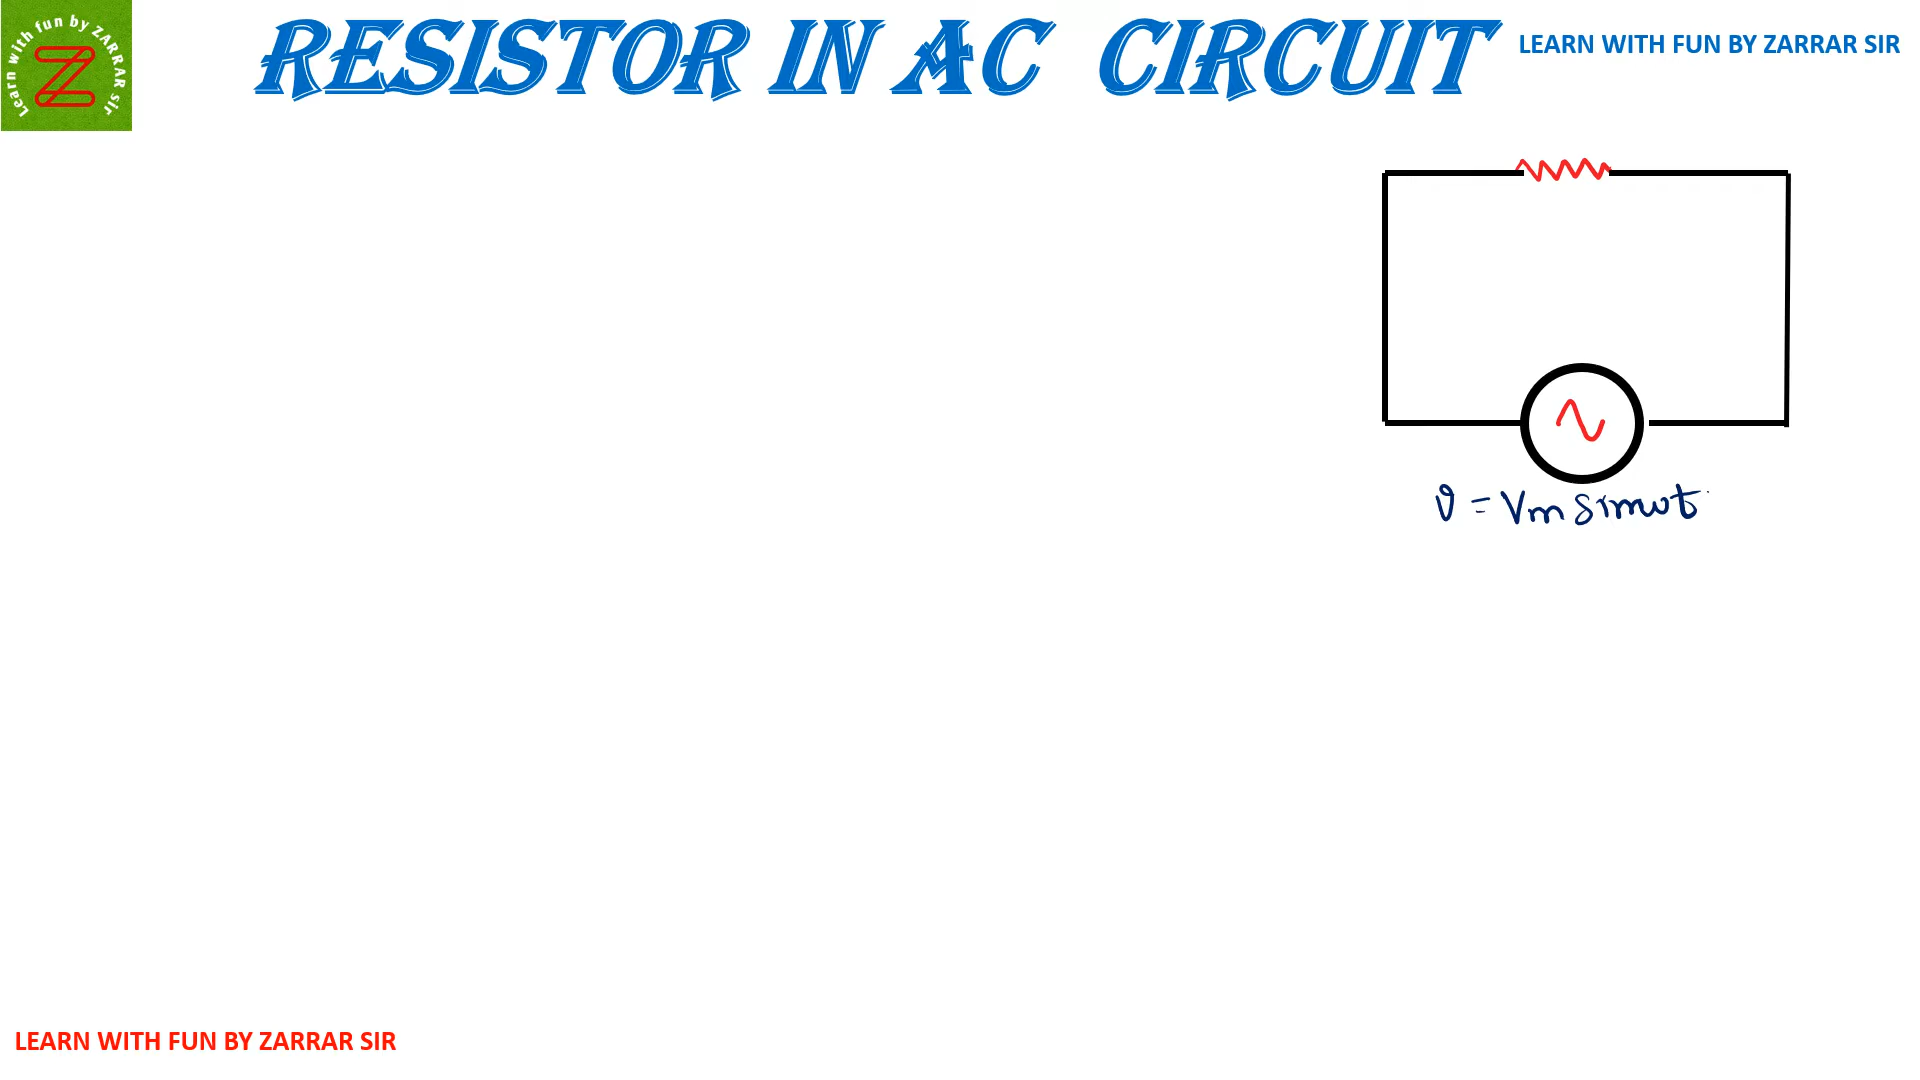 Learn with fun by ZARRAR sir
RESISTOR IN AC CIRCUIT
LEARN WITH FUN BY ZARRAR SIR
v = Vm sinωt
LEARN WITH FUN BY ZARRAR SIR